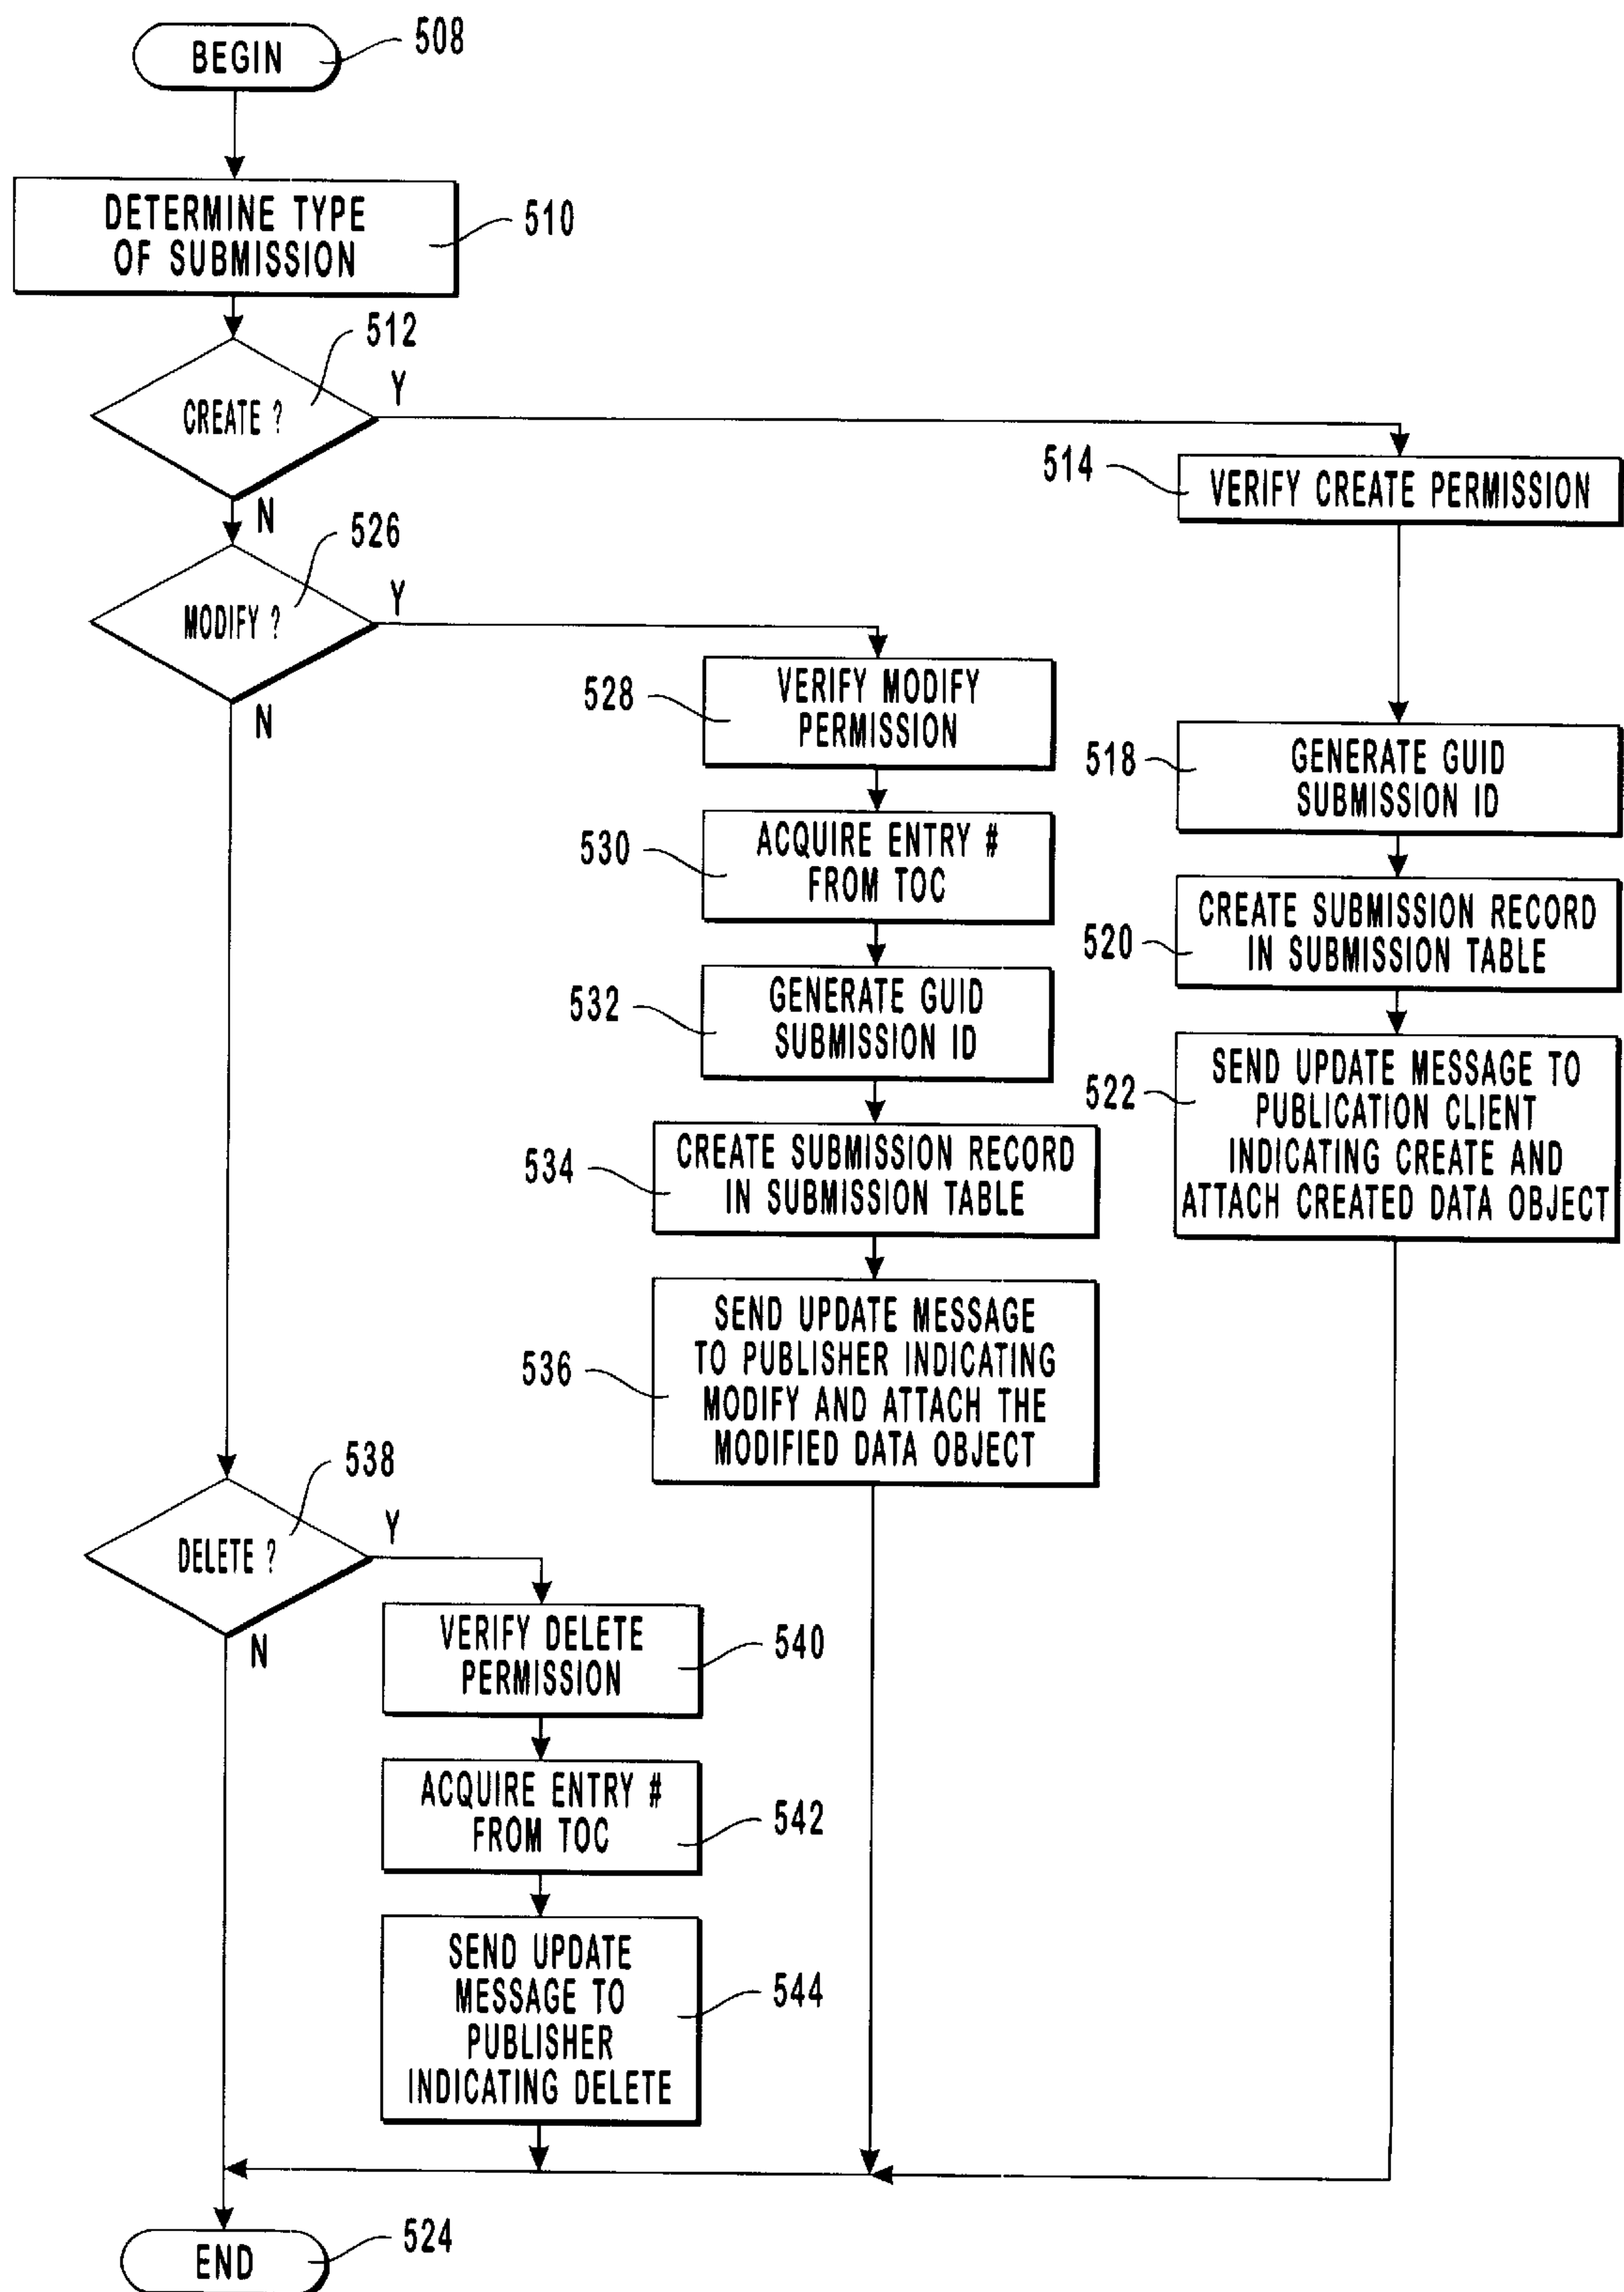 BEGIN
508
DETERMINE TYPE
OF SUBMISSION
510
512
CREATE ?
Y
N
514
VERIFY CREATE PERMISSION
526
MODIFY ?
Y
N
528
VERIFY MODIFY
PERMISSION
518
GENERATE GUID
SUBMISSION ID
530
ACQUIRE ENTRY #
FROM TOC
520
CREATE SUBMISSION RECORD
IN SUBMISSION TABLE
532
GENERATE GUID
SUBMISSION ID
522
SEND UPDATE MESSAGE TO
PUBLICATION CLIENT
INDICATING CREATE AND
ATTACH CREATED DATA OBJECT
534
CREATE SUBMISSION RECORD
IN SUBMISSION TABLE
536
SEND UPDATE MESSAGE
TO PUBLISHER INDICATING
MODIFY AND ATTACH THE
MODIFIED DATA OBJECT
538
DELETE ?
Y
N
VERIFY DELETE
PERMISSION
540
ACQUIRE ENTRY #
FROM TOC
542
SEND UPDATE
MESSAGE TO
PUBLISHER
INDICATING DELETE
544
END
524